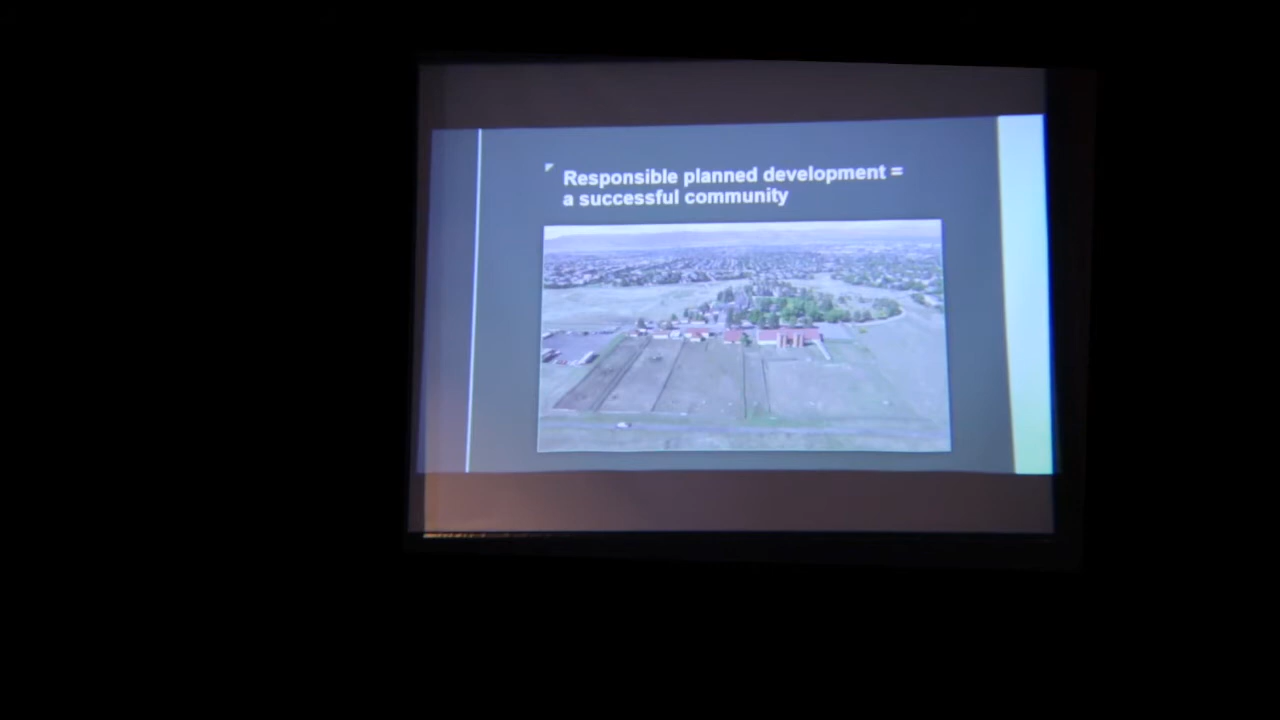 Responsible planned development =
a successful community